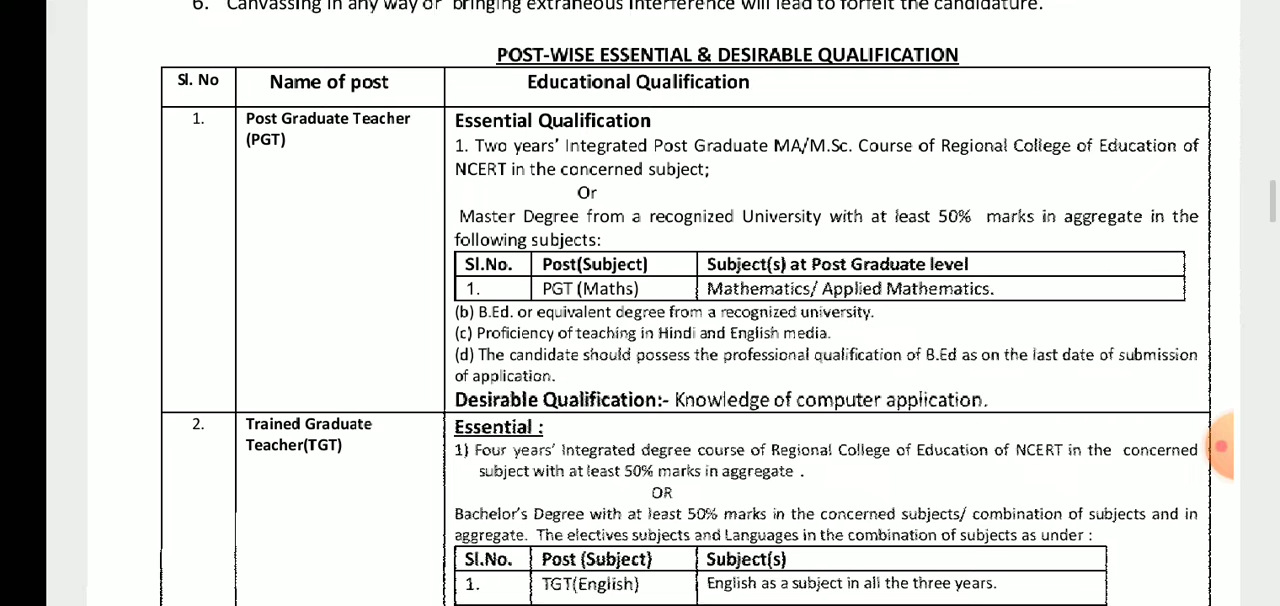 6. Canvassing in any way or bringing extraneous interference will lead to forfeit the candidature.
POST-WISE ESSENTIAL & DESIRABLE QUALIFICATION
Sl. No Name of post Educational Qualification
1. Post Graduate Teacher (PGT)
Essential Qualification
1. Two years' Integrated Post Graduate MA/M.Sc. Course of Regional College of Education of
NCERT in the concerned subject;
Or
Master Degree from a recognized University with at least 50% marks in aggregate in the
following subjects:
Sl.No. Post(Subject) Subject(s) at Post Graduate level
1. PGT (Maths) Mathematics/ Applied Mathematics.
(b) B.Ed. or equivalent degree from a recognized university.
(c) Proficiency of teaching in Hindi and English media.
(d) The candidate should possess the professional qualification of B.Ed as on the last date of submission
of application.
Desirable Qualification:- Knowledge of computer application.
2. Trained Graduate
Teacher(TGT)
Essential :
1) Four years' Integrated degree course of Regional College of Education of NCERT in the concerned
subject with at least 50% marks in aggregate .
OR
Bachelor's Degree with at least 50% marks in the concerned subjects/ combination of subjects and in
aggregate. The electives subjects and Languages in the combination of subjects as under :
Sl.No. Post (Subject) Subject(s)
1. TGT(English) English as a subject in all the three years.